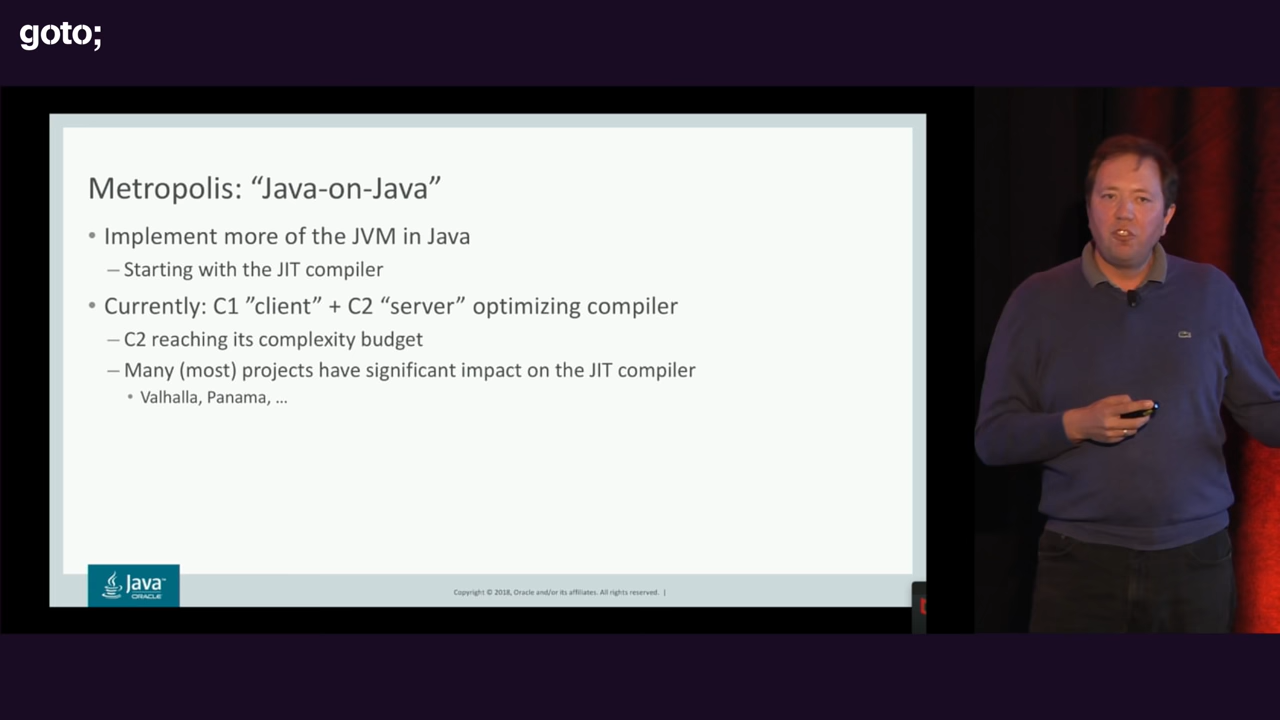 goto;
Metropolis: “Java-on-Java”
• Implement more of the JVM in Java
– Starting with the JIT compiler
• Currently: C1 ”client” + C2 “server” optimizing compiler
– C2 reaching its complexity budget
– Many (most) projects have significant impact on the JIT compiler
• Valhalla, Panama, ...
Java™
ORACLE
Copyright © 2018, Oracle and/or its affiliates. All rights reserved. |